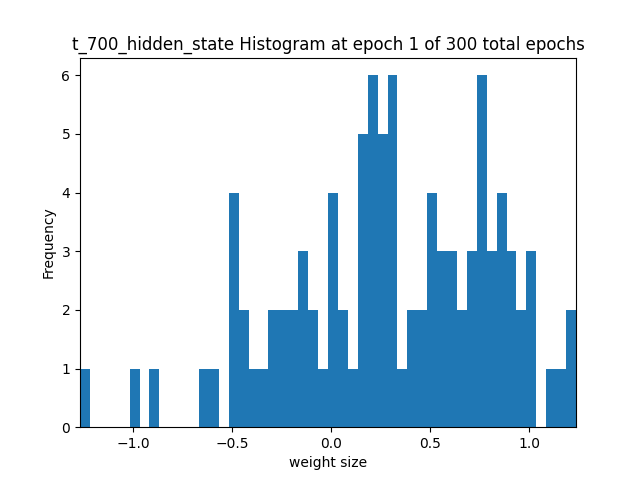 t_700_hidden_state Histogram at epoch 1 of 300 total epochs
6
5
4
3
2
1
0
Frequency
−1.0 −0.5 0.0 0.5 1.0
weight size